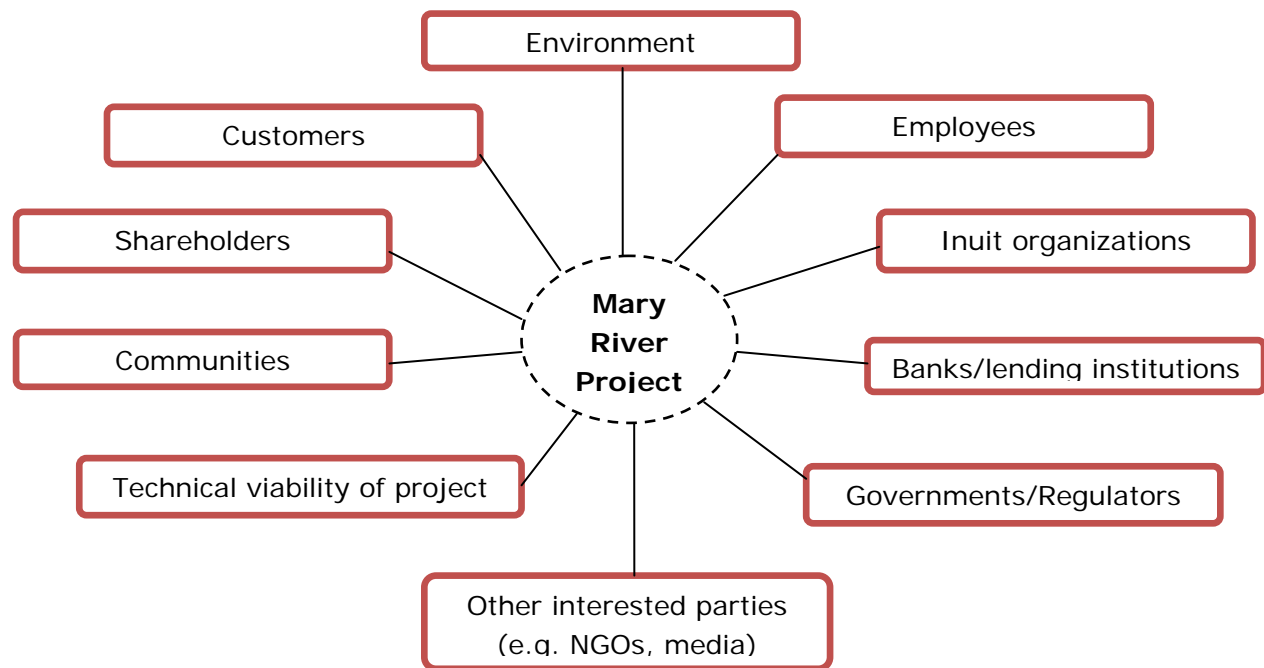 Environment
Customers
Employees
Shareholders
Inuit organizations
Mary
River
Project
Communities
Banks/lending institutions
Technical viability of project
Governments/Regulators
Other interested parties
(e.g. NGOs, media)